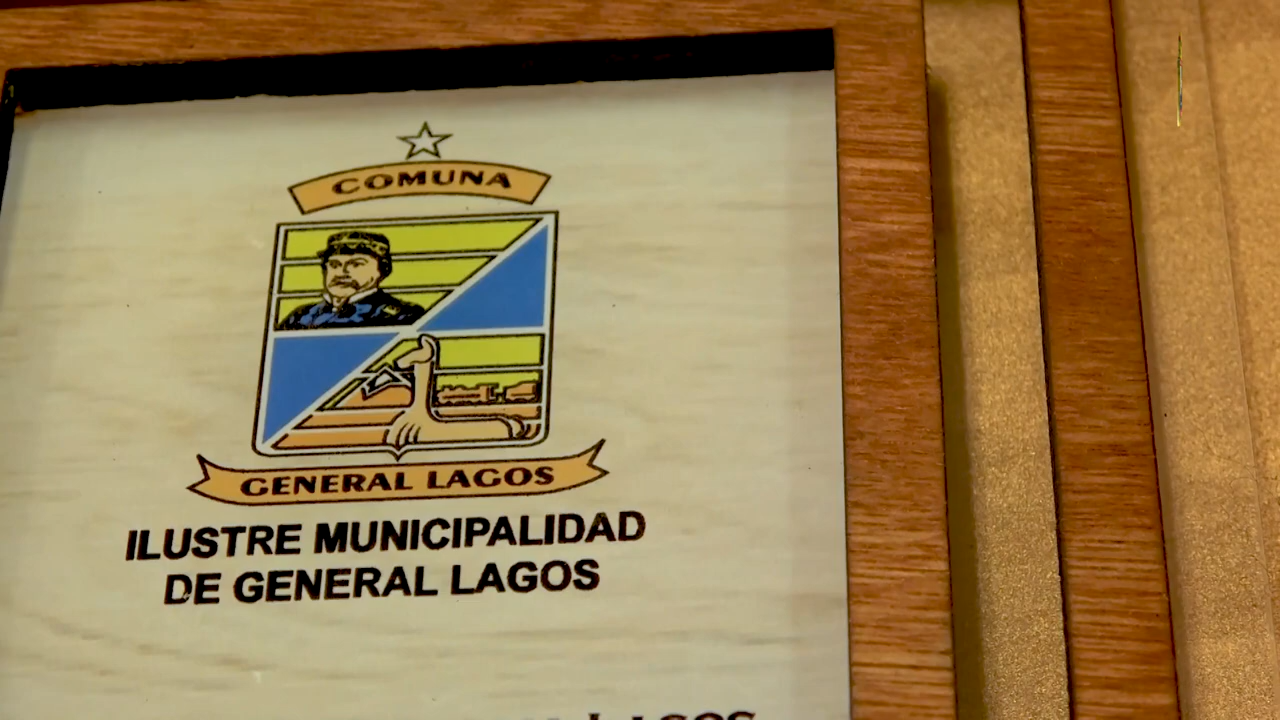 COMUNA
GENERAL LAGOS
ILUSTRE MUNICIPALIDAD
DE GENERAL LAGOS